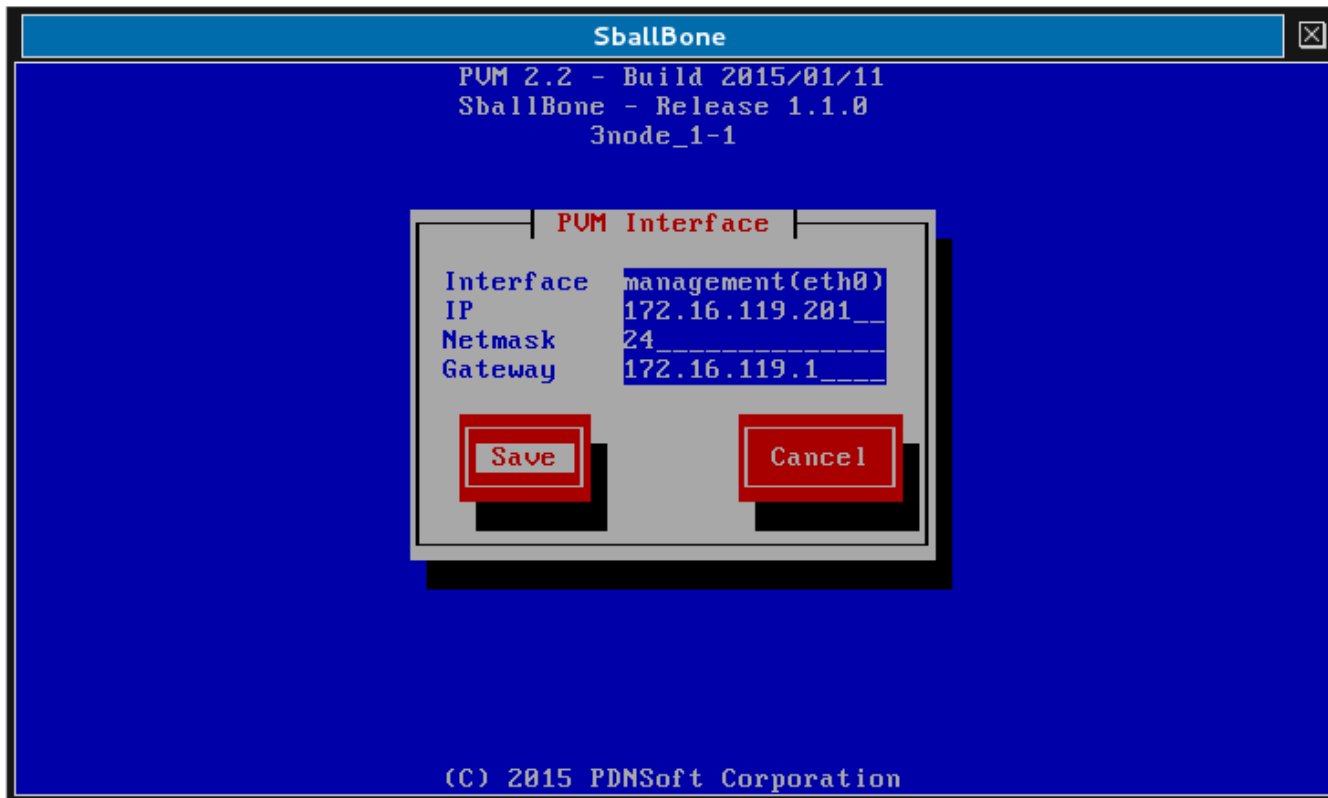 SballBone
PVM 2.2 - Build 2015/01/11
SballBone - Release 1.1.0
3node_1-1
PVM Interface
Interface management(eth0)
IP 172.16.119.201__
Netmask 24______________
Gateway 172.16.119.1____
Save Cancel
(C) 2015 PDNSoft Corporation